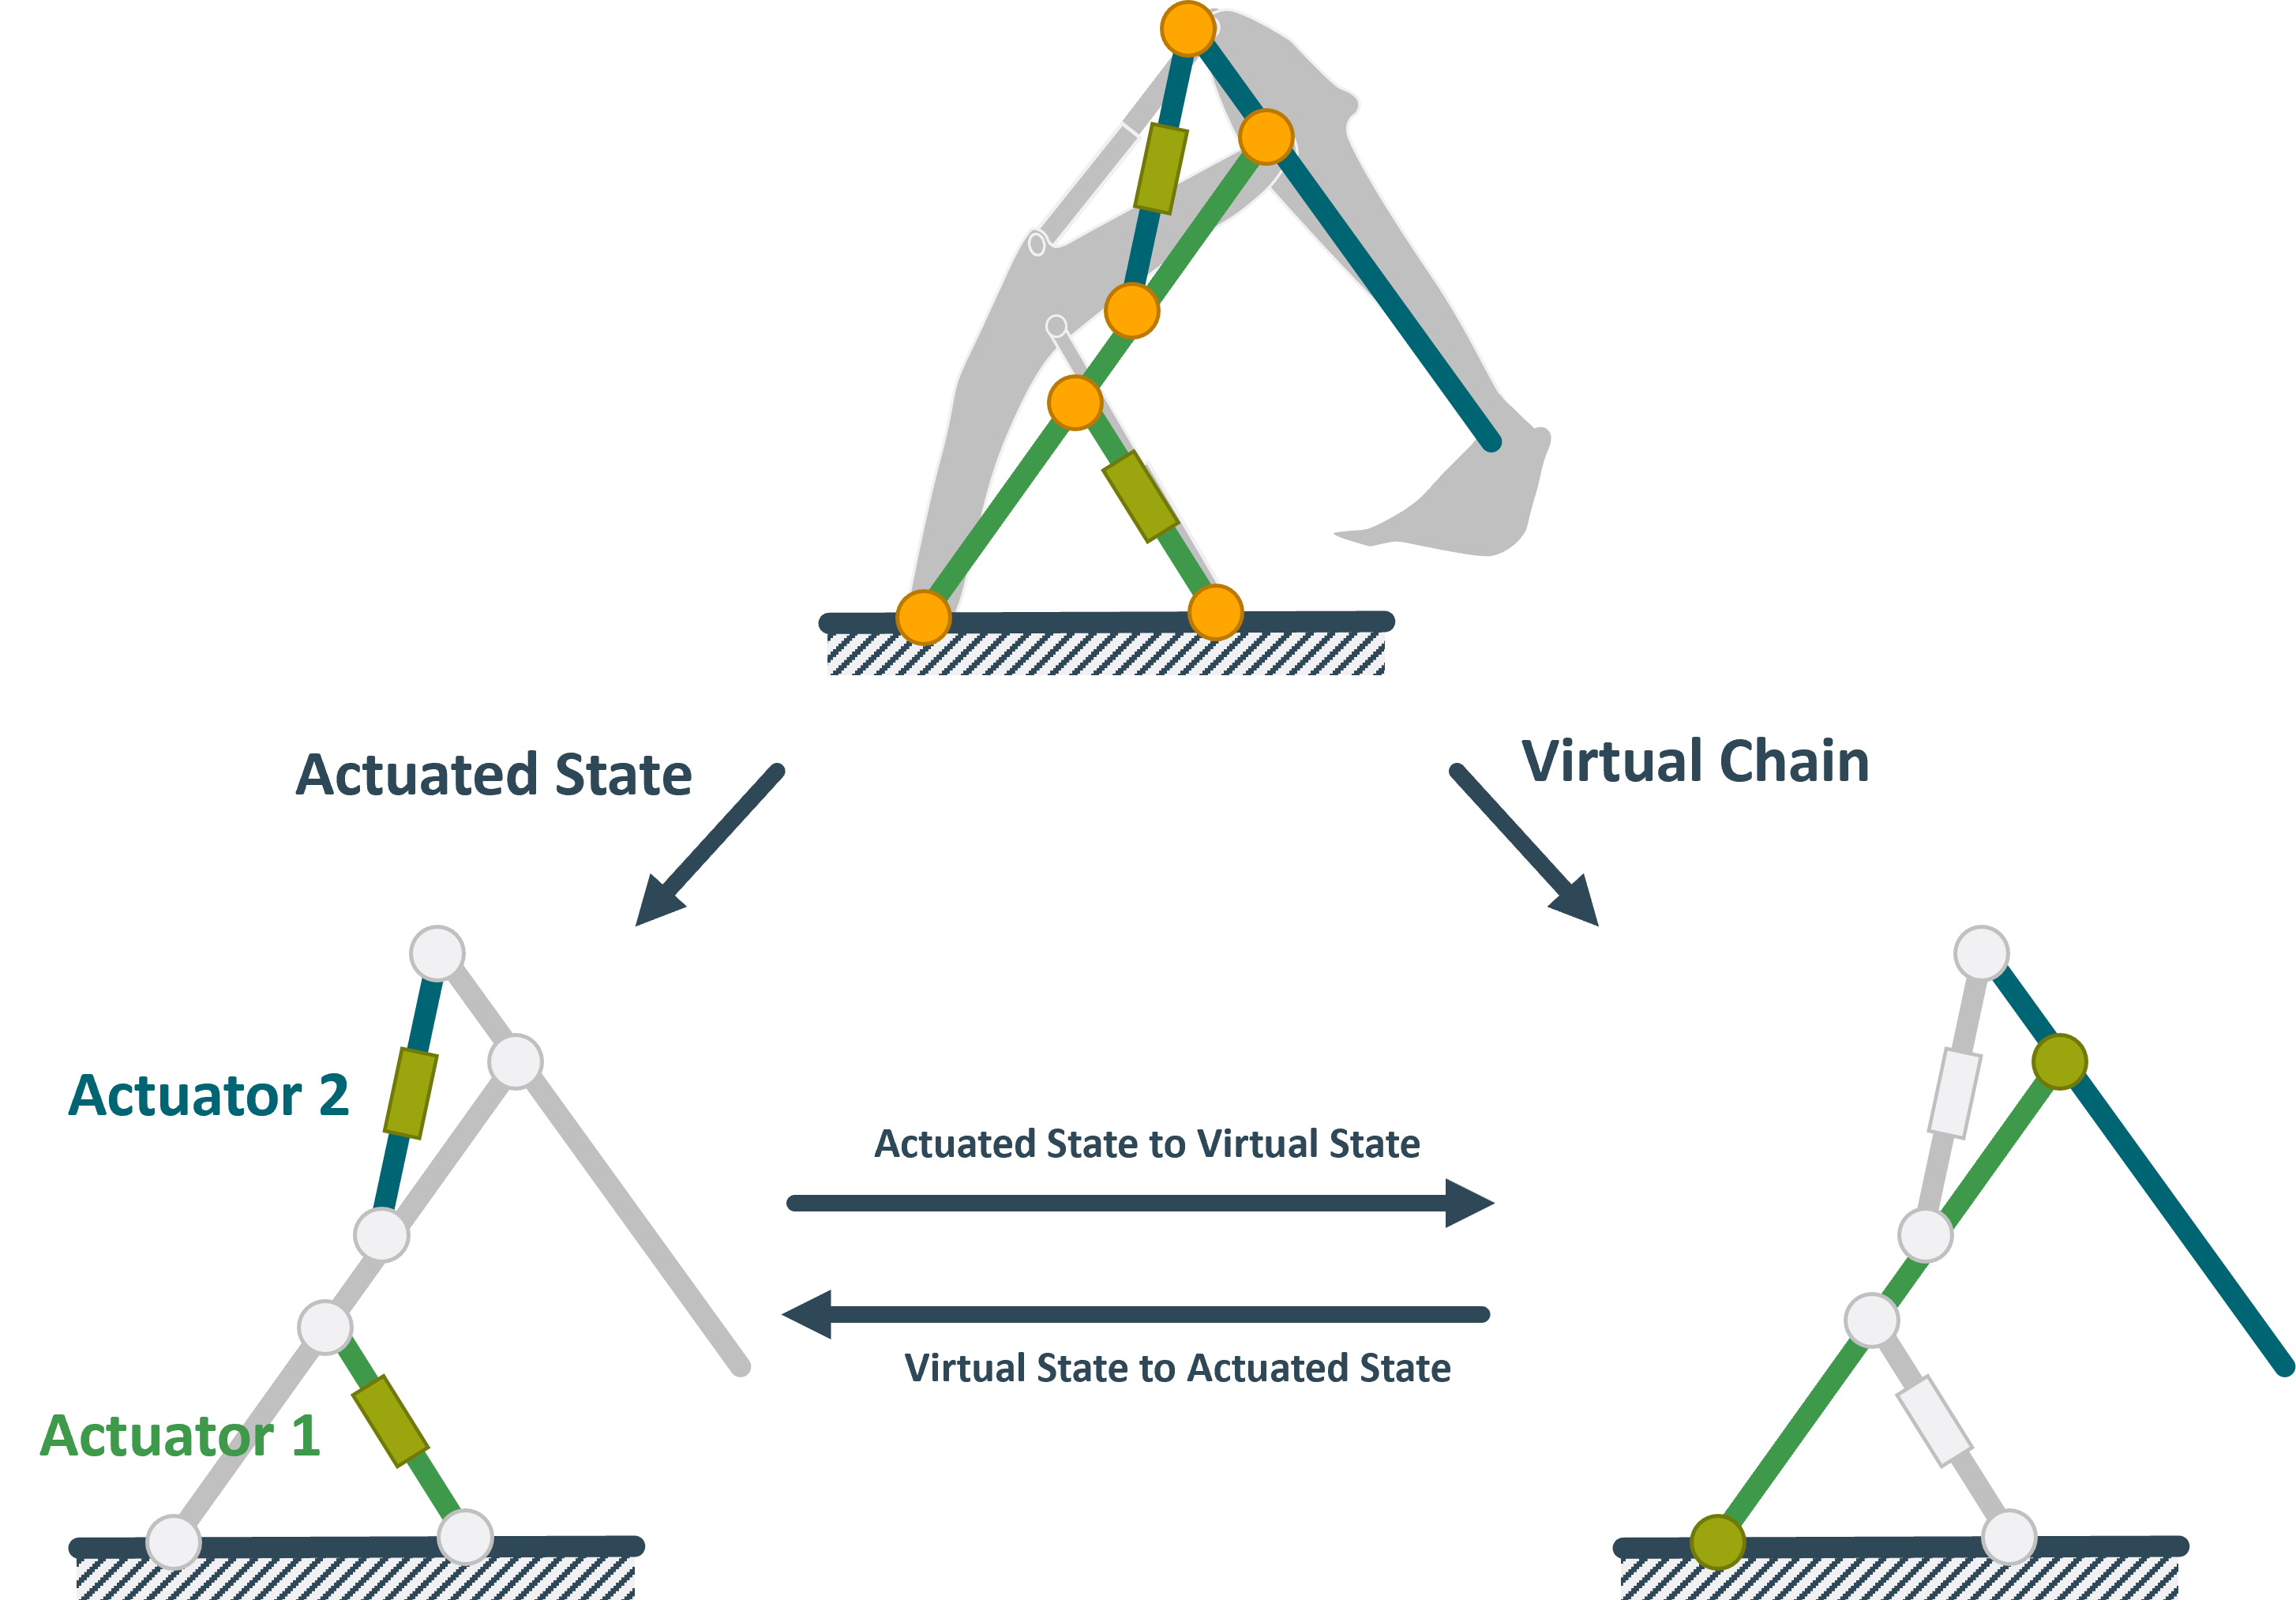 Actuated State
Virtual Chain
Actuator 2
Actuated State to Virtual State
Virtual State to Actuated State
Actuator 1